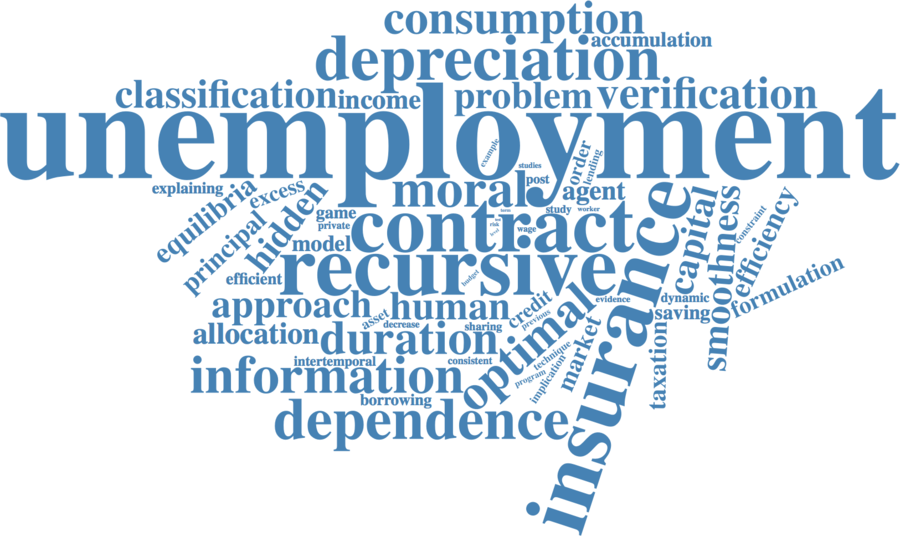 consumption
accumulation
depreciation
classification
income
problem
verification
unemployment
example
studies
order
lending
explaining
equilibria
excess
hidden
principal
moral
post
agent
study
worker
game
private
contract
risk
wage
model
recursive
efficient
budget
insurance
capital
smoothness
constraint
efficiency
formulation
approach
human
credit
previous
optimal
evidence
dynamic
saving
allocation
asset
decrease
duration
sharing
market
taxation
intertemporal
consistent
technique
program
implication
information
borrowing
dependence